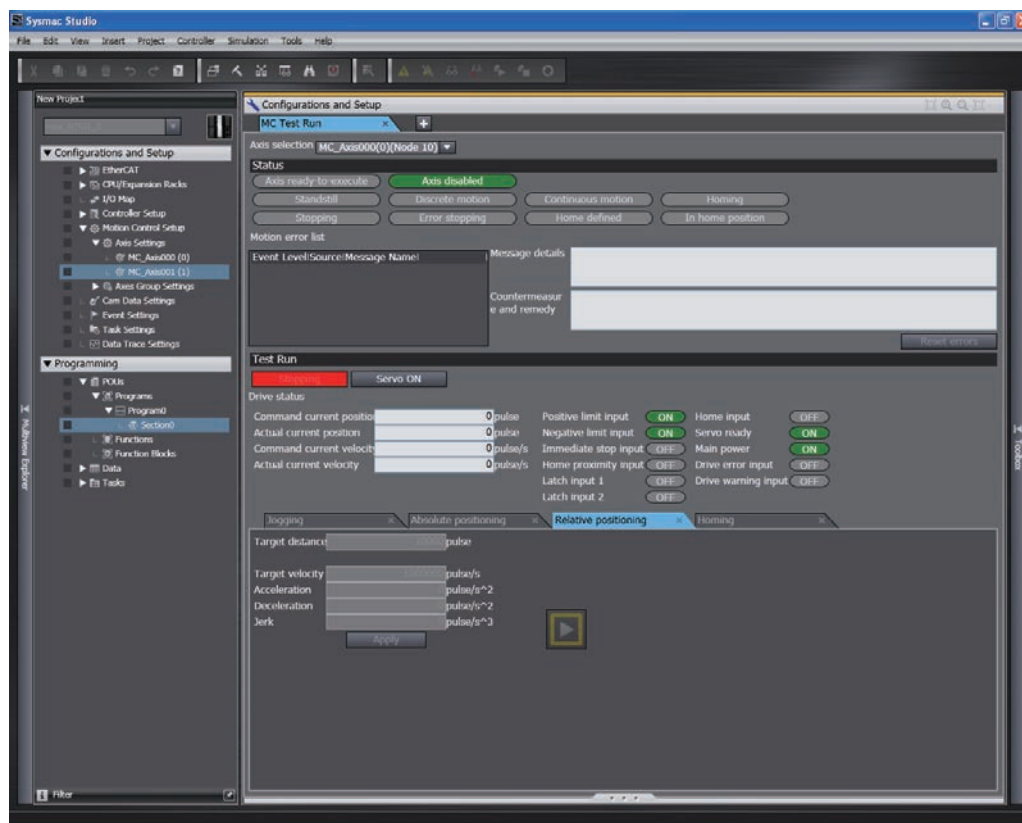 Sysmac Studio
File Edit View Insert Project Controller Simulation Tools Help
New Project
Configurations and Setup
EtherCAT
CPU/Expansion Racks
I/O Map
Controller Setup
Motion Control Setup
Axis Settings
MC_Axis000 (0)
MC_Axis001 (1)
Axes Group Settings
Cam Data Settings
Event Settings
Task Settings
Data Trace Settings
Programming
POUs
Programs
Program0
Section0
Functions
Function Blocks
Data
Tasks
Filter
Multiview Explorer
Configurations and Setup
MC Test Run
Axis selection MC_Axis000(0)(Node 10)
Status
Axis ready to execute Axis disabled
Standstill Discrete motion Continuous motion Homing
Stopping Error stopping Home defined In home position
Motion error list
Event Level|Source|Message Name|
Message details
Countermeasur
e and remedy
Reset errors
Test Run
Stopping Servo ON
Drive status
Command current position 0 pulse Positive limit input ON Home input OFF
Actual current position 0 pulse Negative limit input ON Servo ready ON
Command current velocit 0 pulse/s Immediate stop input OFF Main power ON
Actual current velocity 0 pulse/s Home proximity input OFF Drive error input OFF
Latch input 1 OFF Drive warning input OFF
Latch input 2 OFF
Jogging Absolute positioning Relative positioning Homing
Target distance pulse
Target velocity pulse/s
Acceleration pulse/s^2
Deceleration pulse/s^2
Jerk pulse/s^3
Apply
Toolbox